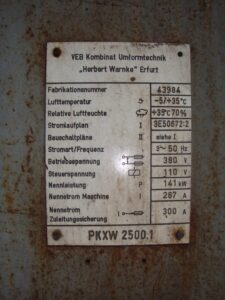 VEB Kombinat Umformtechnik
„Herbert Warnke" Erfurt
Fabrikationsnummer 43984
Lufttemperatur -5/+35°C
Relative Luftfeuchte +35°C 70%
Stromlaufplan I 3E50672:2
Bauschaltpläne II siehe I
Stromart/Frequenz 3~50 Hz
Betriebsspannung 380 V
Steuerspannung 110 V
Nennleistung P 141 kW
Nennstrom Maschine I 287 A
Nennstrom
Zuleitungssicherung 300 A
PKXW 2500.1